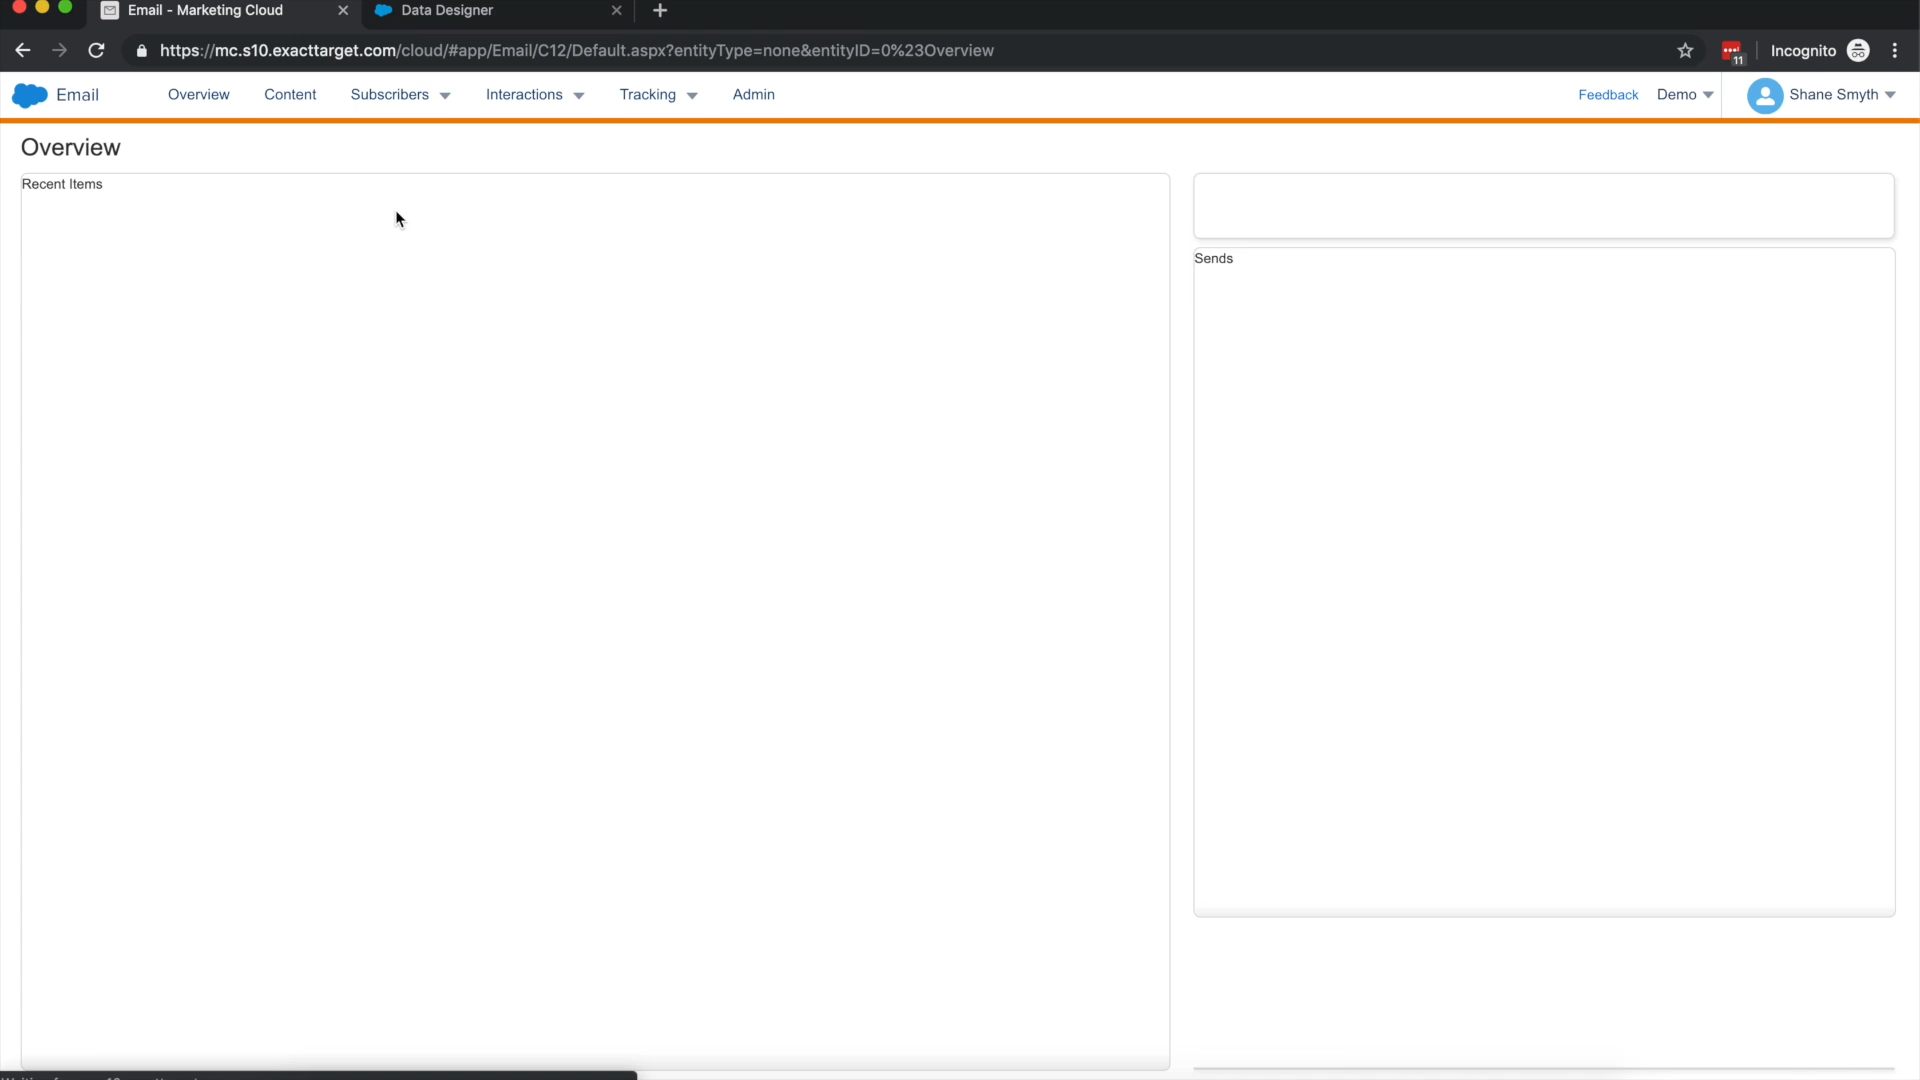 Email - Marketing Cloud
Data Designer
https://mc.s10.exacttarget.com/cloud/#app/Email/C12/Default.aspx?entityType=none&entityID=0%23Overview
11
Incognito
Email
Overview
Content
Subscribers
Interactions
Tracking
Admin
Feedback
Demo
Shane Smyth
Overview
Recent Items
Sends